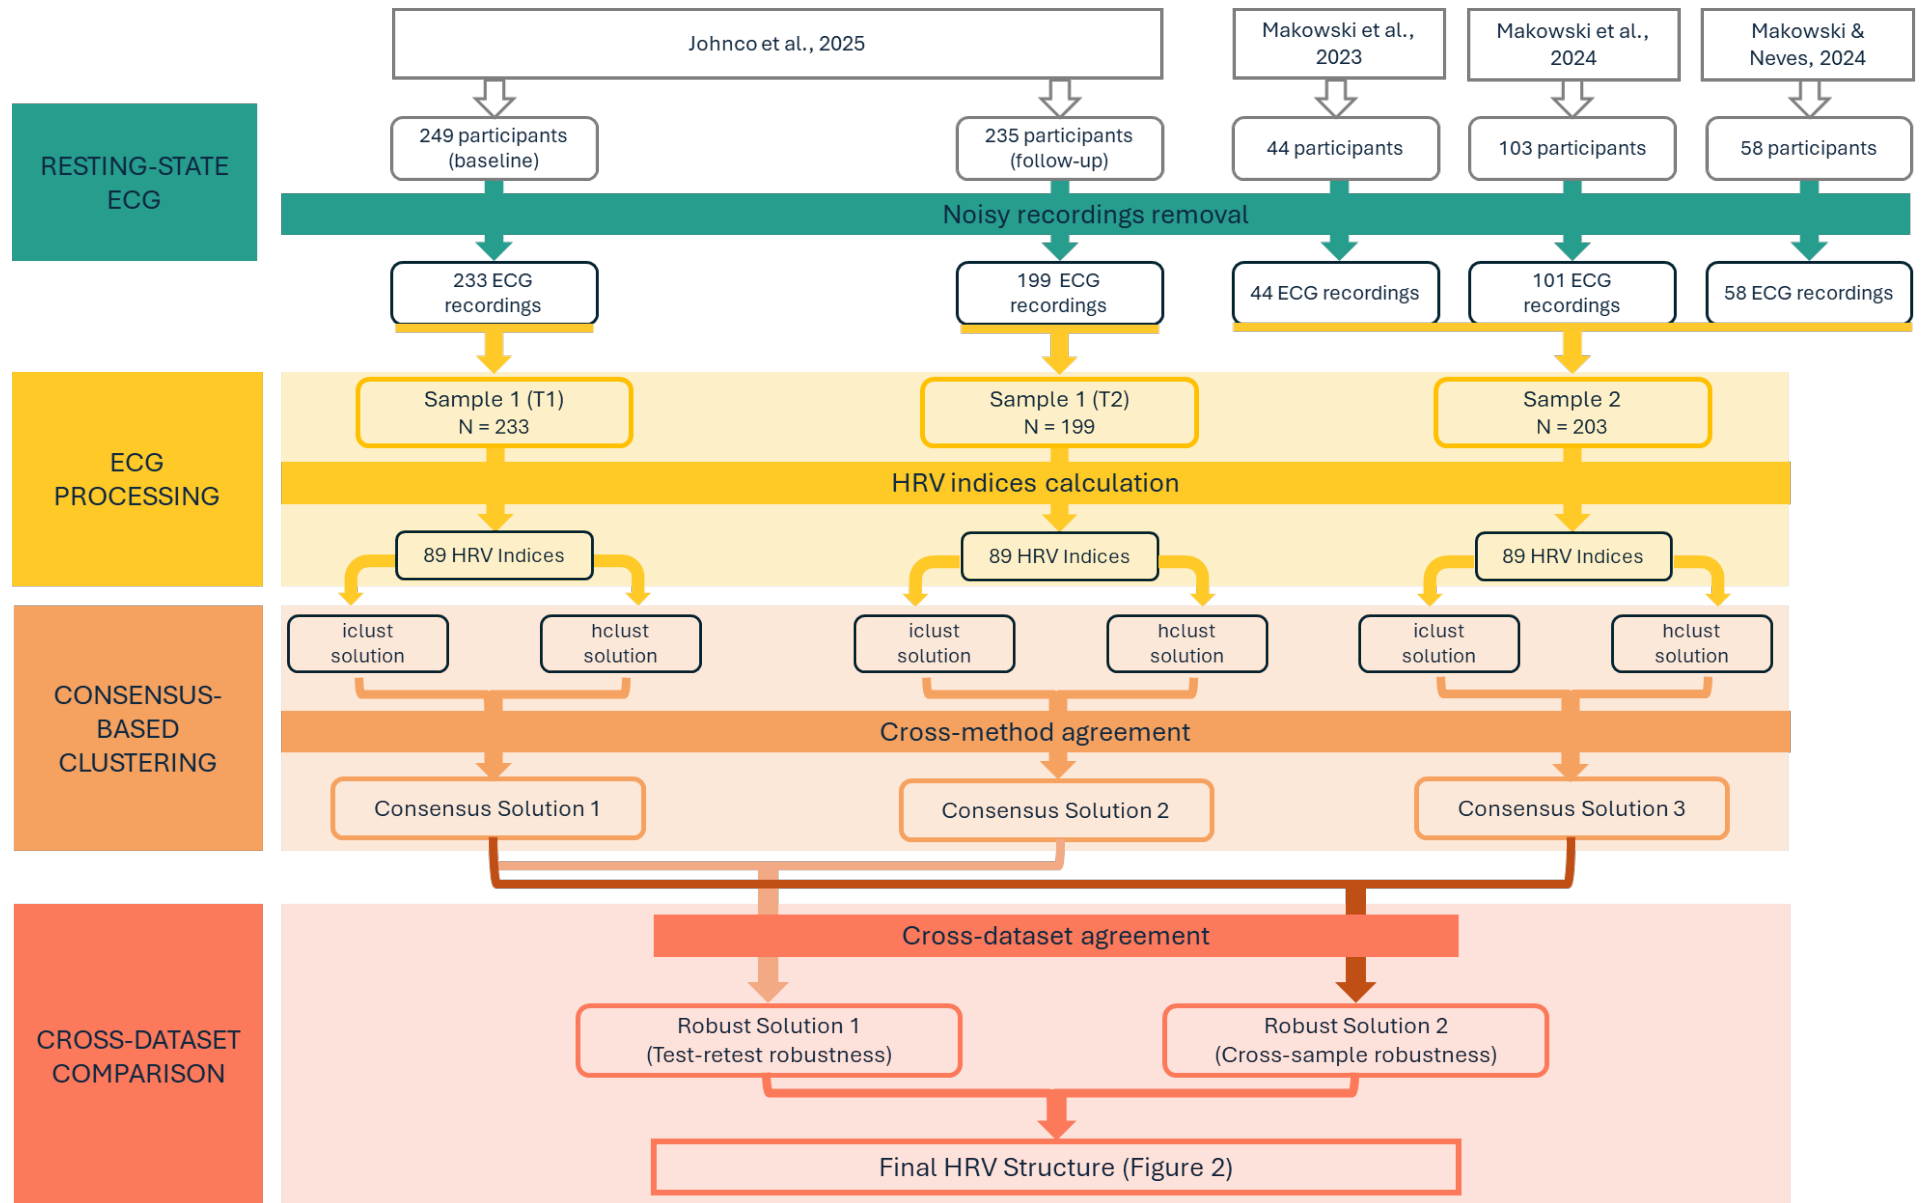 Johnco et al., 2025
Makowski et al.,
2023
Makowski et al.,
2024
Makowski &
Neves, 2024
RESTING-STATE
ECG
249 participants
(baseline)
235 participants
(follow-up)
44 participants
103 participants
58 participants
Noisy recordings removal
233 ECG
recordings
199 ECG
recordings
44 ECG recordings
101 ECG
recordings
58 ECG recordings
ECG
PROCESSING
Sample 1 (T1)
N = 233
Sample 1 (T2)
N = 199
Sample 2
N = 203
HRV indices calculation
89 HRV Indices
89 HRV Indices
89 HRV Indices
CONSENSUS-
BASED
CLUSTERING
iclust
solution
hclust
solution
iclust
solution
hclust
solution
iclust
solution
hclust
solution
Cross-method agreement
Consensus Solution 1
Consensus Solution 2
Consensus Solution 3
CROSS-DATASET
COMPARISON
Cross-dataset agreement
Robust Solution 1
(Test-retest robustness)
Robust Solution 2
(Cross-sample robustness)
Final HRV Structure (Figure 2)